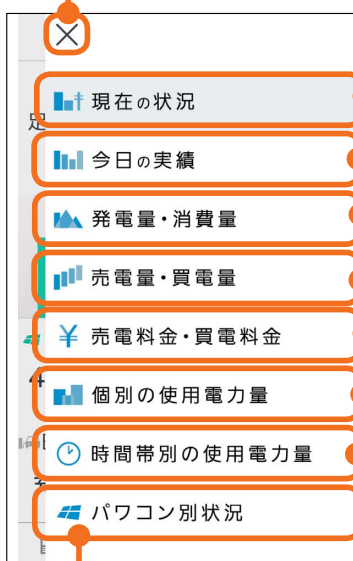 現在の状況
定
今日の実績
発電量・消費量
売電量・買電量
売電料金・買電料金
4
個別の使用電力量
時間帯別の使用電力量
パワコン別状況